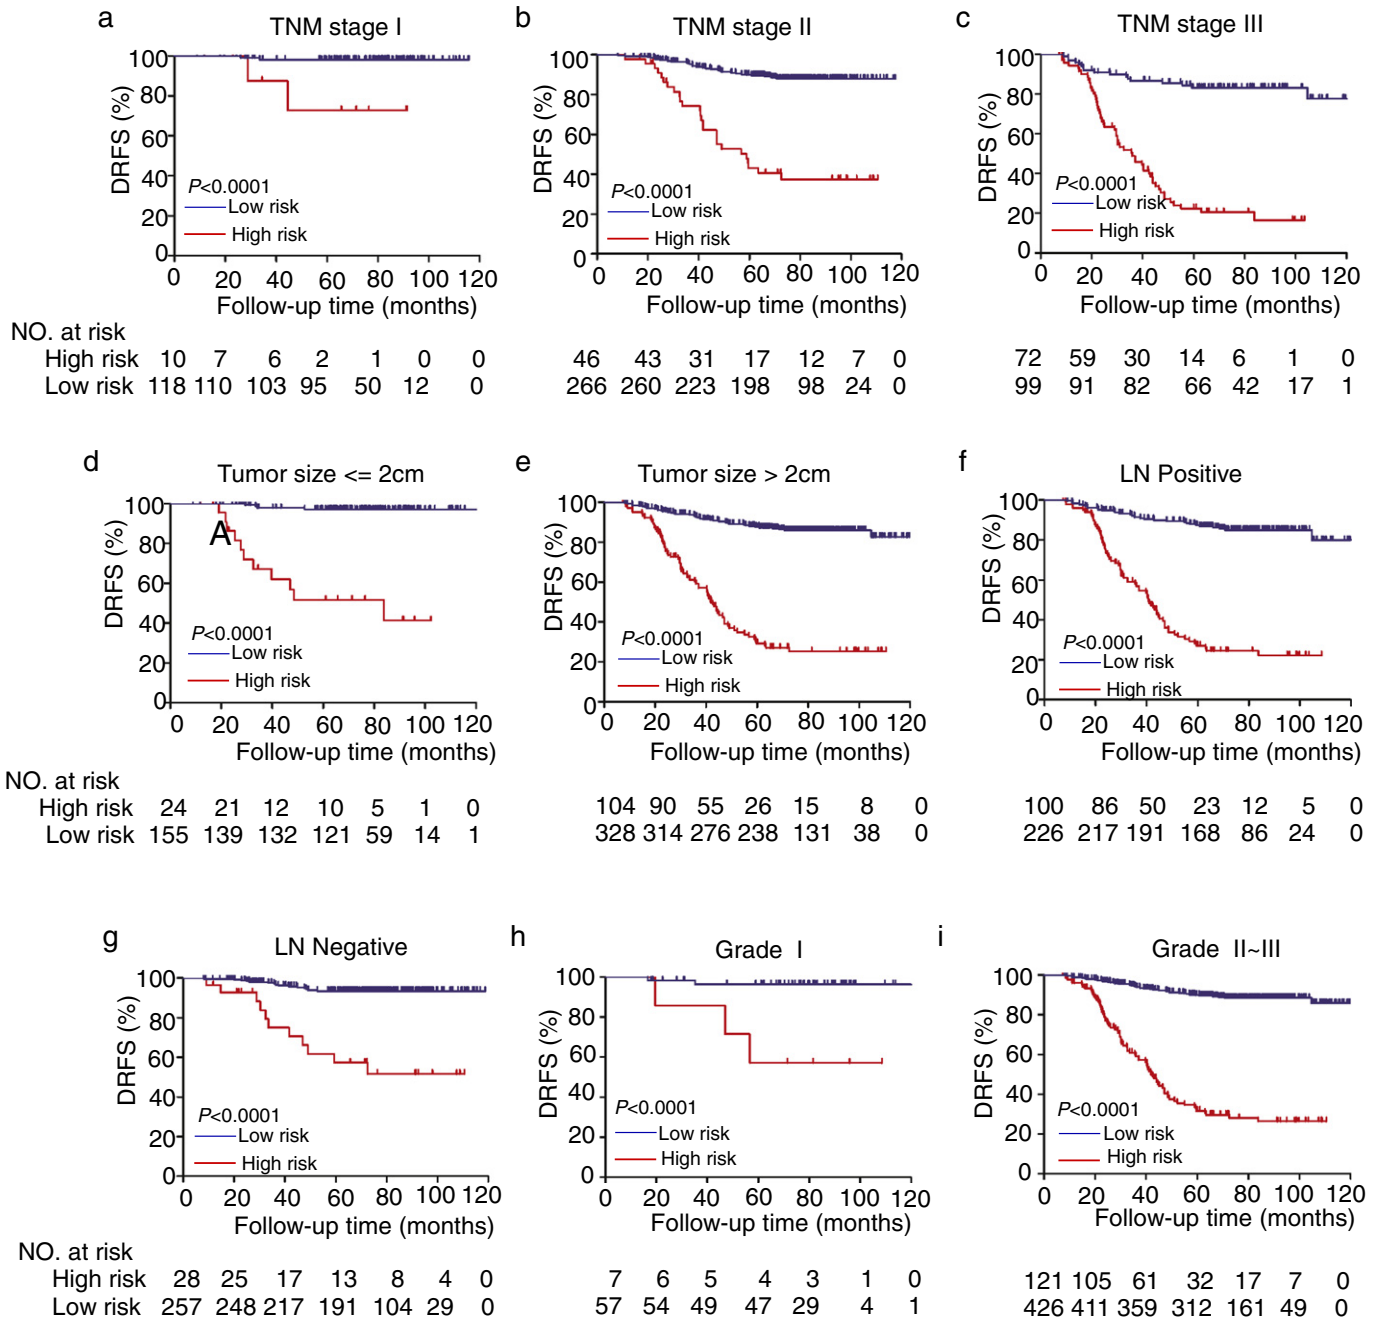 a
TNM stage I
b
TNM stage II
c
TNM stage III
DRFS (%)
100
80
60
40
20
0
P<0.0001
Low risk
High risk
0 20 40 60 80 100 120
Follow-up time (months)
DRFS (%)
100
80
60
40
20
0
P<0.0001
Low risk
High risk
0 20 40 60 80 100 120
Follow-up time (months)
DRFS (%)
100
80
60
40
20
0
P<0.0001
Low risk
High risk
0 20 40 60 80 100 120
Follow-up time (months)
NO. at risk
High risk 10 7 6 2 1 0 0
Low risk 118 110 103 95 50 12 0
46 43 31 17 12 7 0
266 260 223 198 98 24 0
72 59 30 14 6 1 0
99 91 82 66 42 17 1
d
Tumor size <= 2cm
e
Tumor size > 2cm
f
LN Positive
DRFS (%)
100
80
60
40
20
0
A
P<0.0001
Low risk
High risk
0 20 40 60 80 100 120
Follow-up time (months)
DRFS (%)
100
80
60
40
20
0
P<0.0001
Low risk
High risk
0 20 40 60 80 100 120
Follow-up time (months)
DRFS (%)
100
80
60
40
20
0
P<0.0001
Low risk
High risk
0 20 40 60 80 100 120
Follow-up time (months)
NO. at risk
High risk 24 21 12 10 5 1 0
Low risk 155 139 132 121 59 14 1
104 90 55 26 15 8 0
328 314 276 238 131 38 0
100 86 50 23 12 5 0
226 217 191 168 86 24 0
g
LN Negative
h
Grade I
i
Grade II~III
DRFS (%)
100
80
60
40
20
0
P<0.0001
Low risk
High risk
0 20 40 60 80 100 120
Follow-up time (months)
DRFS (%)
100
80
60
40
20
0
P<0.0001
Low risk
High risk
0 20 40 60 80 100 120
Follow-up time (months)
DRFS (%)
100
80
60
40
20
0
P<0.0001
Low risk
High risk
0 20 40 60 80 100 120
Follow-up time (months)
NO. at risk
High risk 28 25 17 13 8 4 0
Low risk 257 248 217 191 104 29 0
7 6 5 4 3 1 0
57 54 49 47 29 4 1
121 105 61 32 17 7 0
426 411 359 312 161 49 0